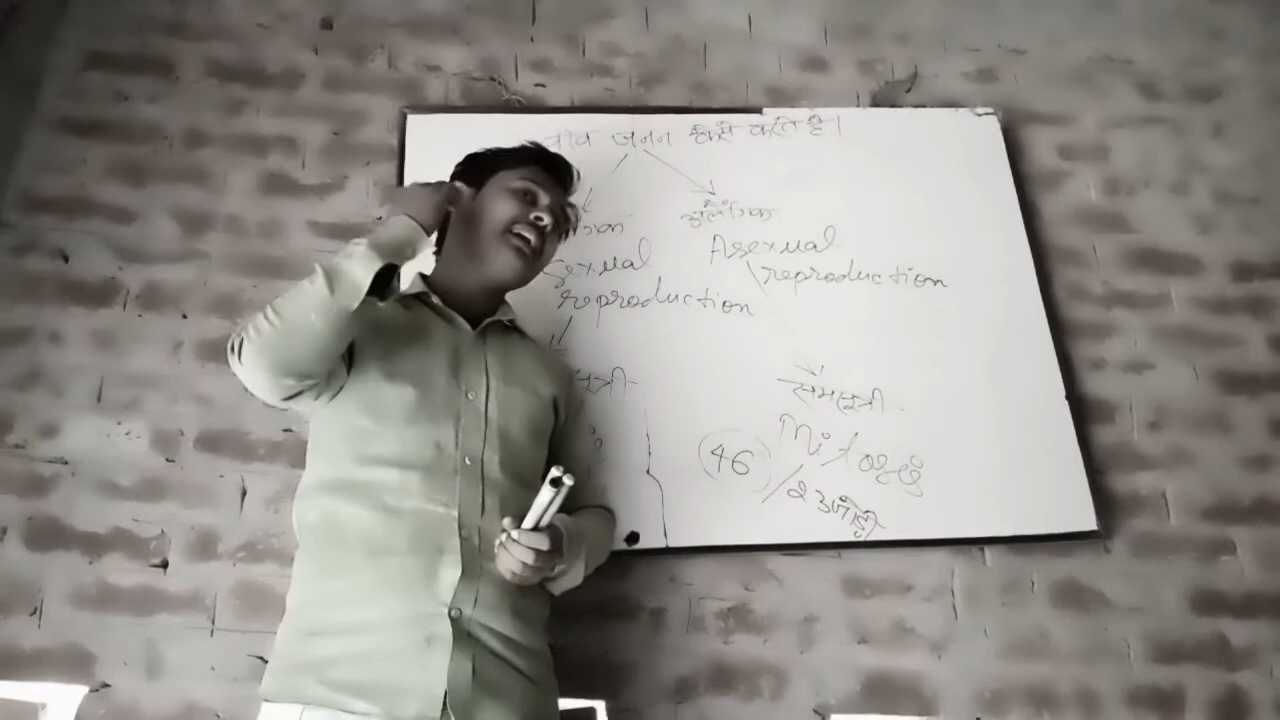 जीव जनन कैसे करते है।
अलैंगिक
Sexual
reproduction
Asexual
reproduction
समसूत्री
46
Mitosis
23 जोड़ी